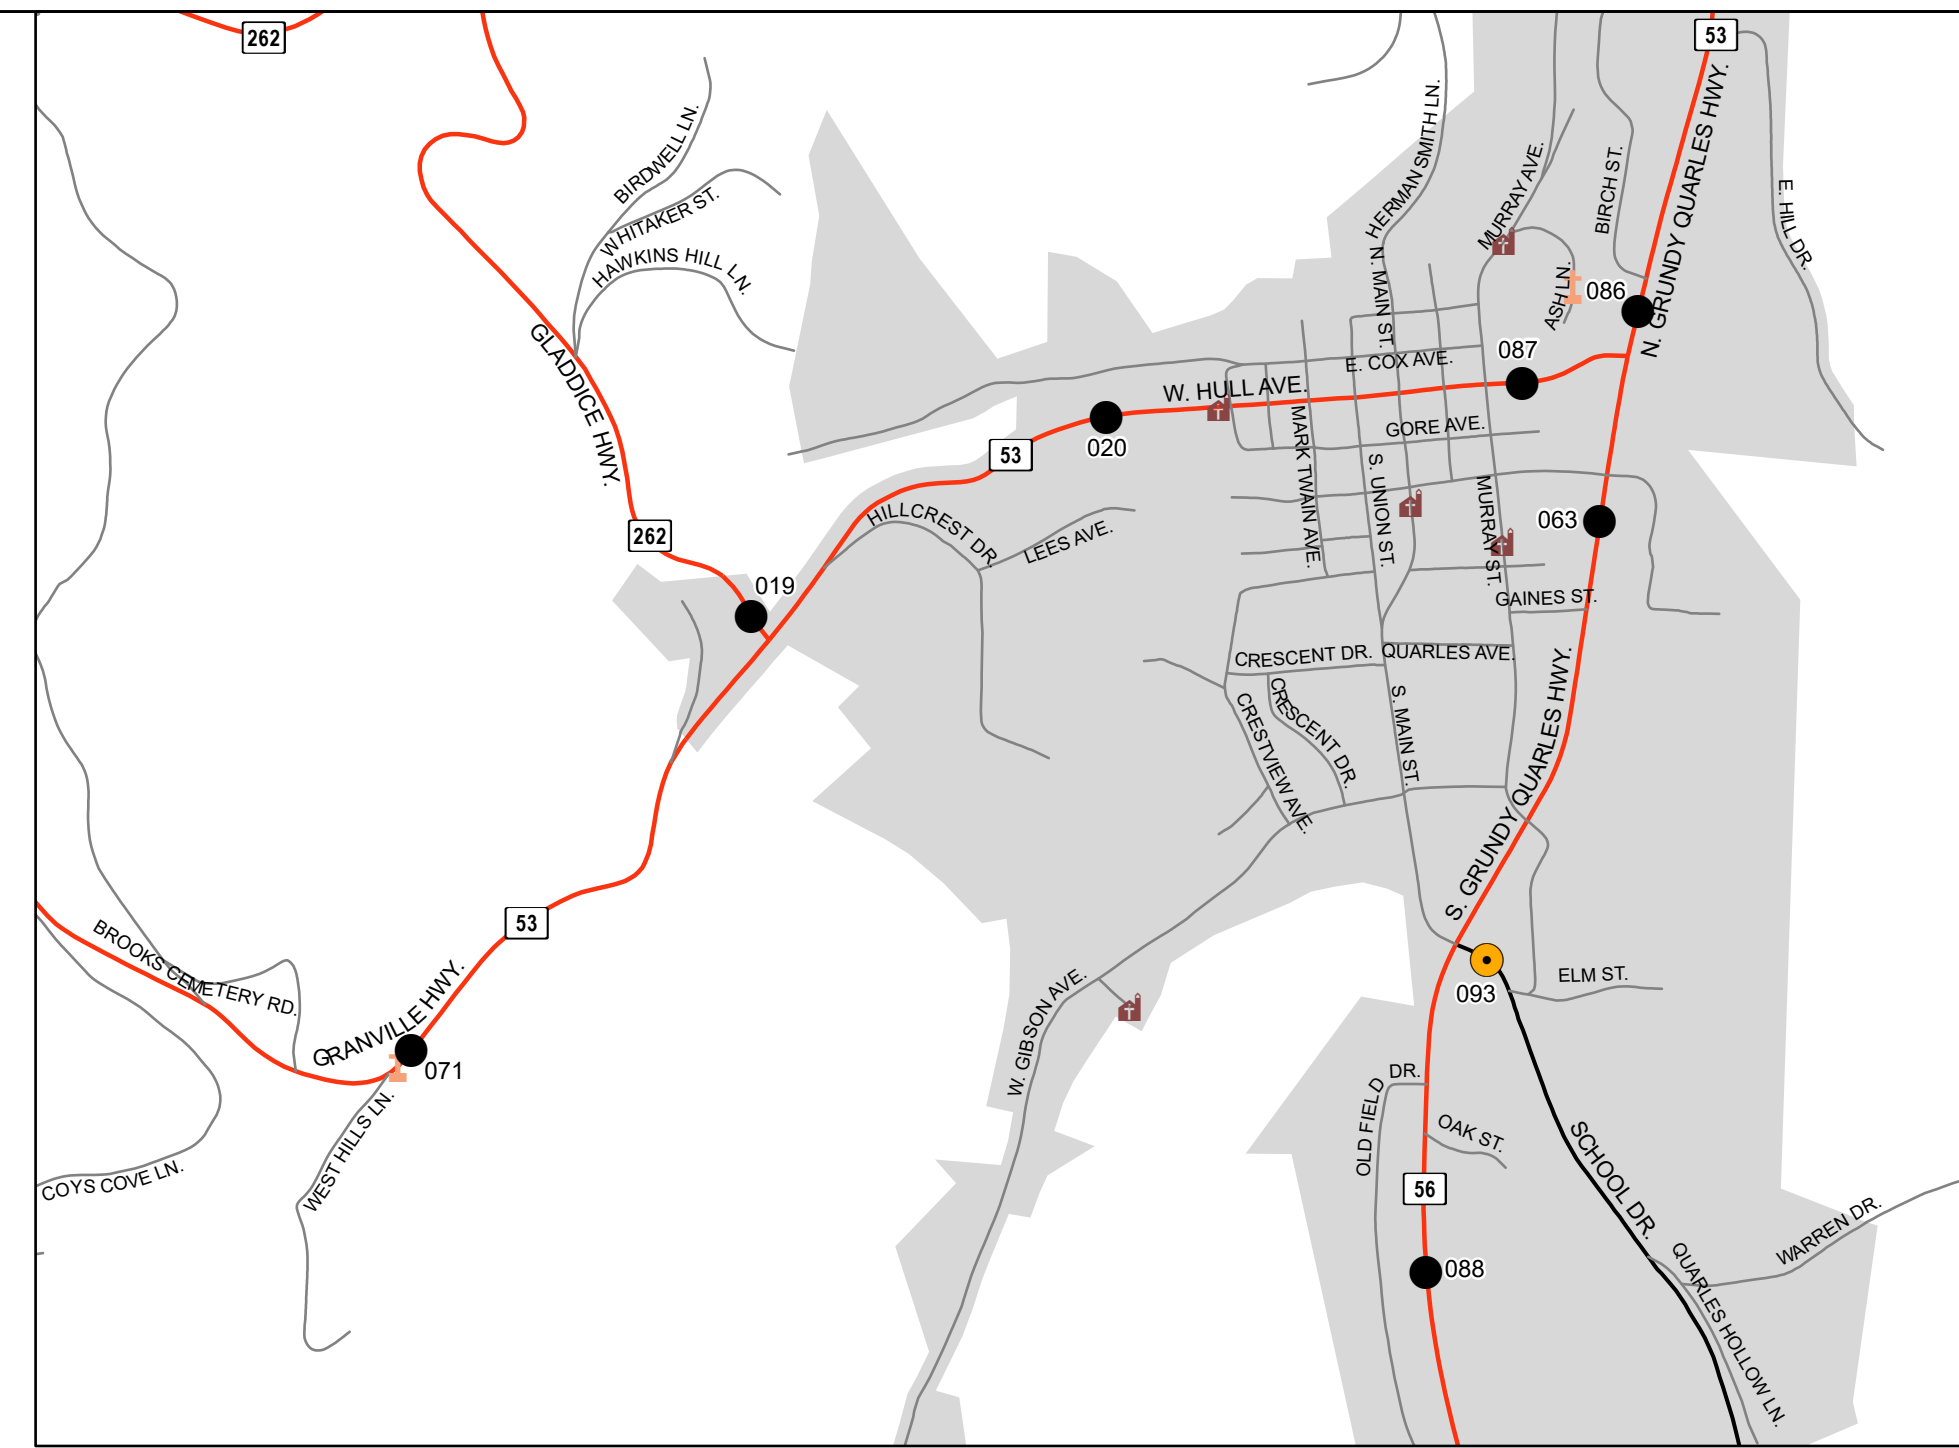 262
53
BIRDWELL LN.
WHITAKER ST.
HAWKINS HILL LN.
HERMAN SMITH LN.
MURRAY AVE.
BIRCH ST.
N. GRUNDY QUARLES HWY.
E. HILL DR.
N. MAIN ST.
ASH LN.
086
GLADDICE HWY.
087
E. COX AVE.
W. HULL AVE.
020
53
GORE AVE.
MARK TWAIN AVE.
S. UNION ST.
MURRAY ST.
063
HILLCREST DR.
LEES AVE.
262
019
GAINES ST.
CRESCENT DR.
QUARLES AVE.
CRESCENT DR.
CRESTVIEW AVE.
S. MAIN ST.
S. GRUNDY QUARLES HWY.
53
BROOKS CEMETERY RD.
GRANVILLE HWY.
071
WEST HILLS LN.
COYS COVE LN.
W. GIBSON AVE.
093
ELM ST.
OLD FIELD DR.
OAK ST.
56
SCHOOL DR.
088
WARREN DR.
QUARLES HOLLOW LN.